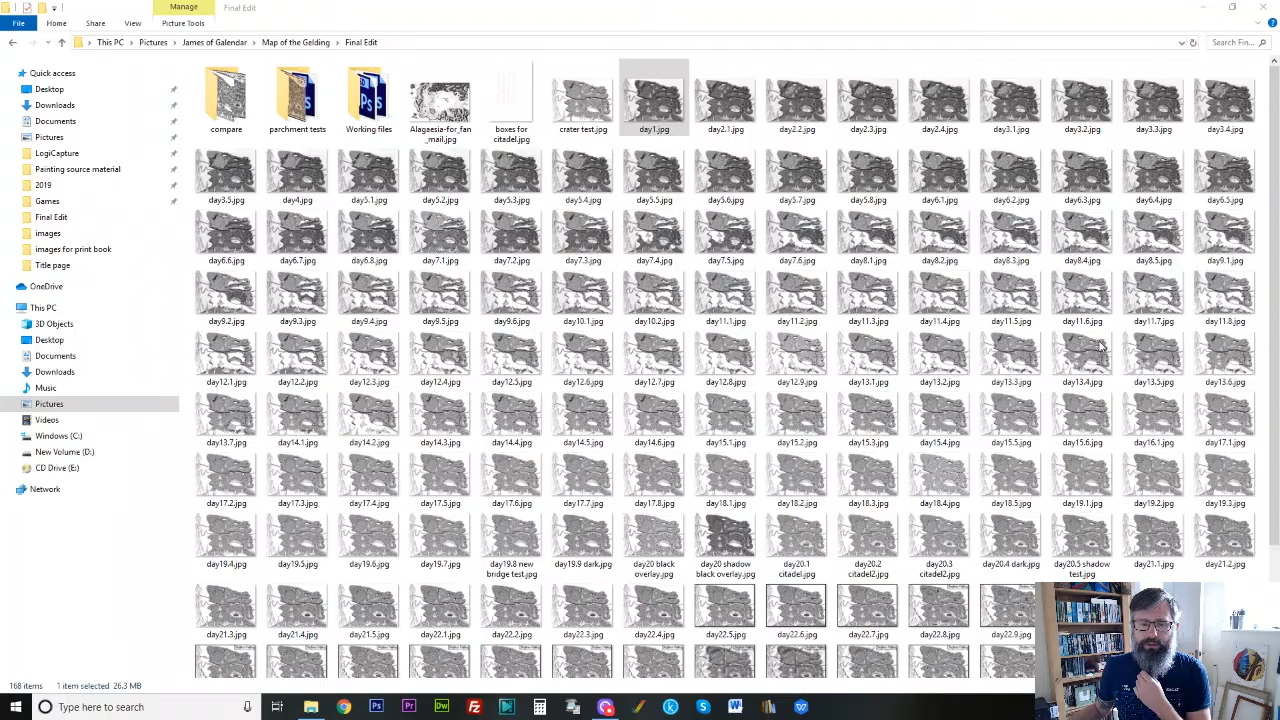 Manage
Final Edit
File
Home
Share
View
Picture Tools
This PC
Pictures
James of Galendar
Map of the Gelding
Final Edit
Search Fin...
Quick access
Desktop
Downloads
Documents
Pictures
LogiCapture
Painting source material
2019
Games
Final Edit
images
images for print book
Title page
OneDrive
This PC
3D Objects
Desktop
Documents
Downloads
Music
Pictures
Videos
Windows (C:)
New Volume (D:)
CD Drive (E:)
Network
compare
parchment tests
Working files
Alagaesia-for_fan
_mail.jpg
boxes for
citadel.jpg
crater test.jpg
day1.jpg
day2.1.jpg
day2.2.jpg
day2.3.jpg
day2.4.jpg
day3.1.jpg
day3.2.jpg
day3.3.jpg
day3.4.jpg
day3.5.jpg
day4.jpg
day5.1.jpg
day5.2.jpg
day5.3.jpg
day5.4.jpg
day5.5.jpg
day5.6.jpg
day5.7.jpg
day5.8.jpg
day6.1.jpg
day6.2.jpg
day6.3.jpg
day6.4.jpg
day6.5.jpg
day6.6.jpg
day6.7.jpg
day6.8.jpg
day7.1.jpg
day7.2.jpg
day7.3.jpg
day7.4.jpg
day7.5.jpg
day7.6.jpg
day8.1.jpg
day8.2.jpg
day8.3.jpg
day8.4.jpg
day8.5.jpg
day9.1.jpg
day9.2.jpg
day9.3.jpg
day9.4.jpg
day9.5.jpg
day9.6.jpg
day10.1.jpg
day10.2.jpg
day11.1.jpg
day11.2.jpg
day11.3.jpg
day11.4.jpg
day11.5.jpg
day11.6.jpg
day11.7.jpg
day11.8.jpg
day12.1.jpg
day12.2.jpg
day12.3.jpg
day12.4.jpg
day12.5.jpg
day12.6.jpg
day12.7.jpg
day12.8.jpg
day12.9.jpg
day13.1.jpg
day13.2.jpg
day13.3.jpg
day13.4.jpg
day13.5.jpg
day13.6.jpg
day13.7.jpg
day14.1.jpg
day14.2.jpg
day14.3.jpg
day14.4.jpg
day14.5.jpg
day14.6.jpg
day15.1.jpg
day15.2.jpg
day15.3.jpg
day15.4.jpg
day15.5.jpg
day15.6.jpg
day16.1.jpg
day17.1.jpg
day17.2.jpg
day17.3.jpg
day17.4.jpg
day17.5.jpg
day17.6.jpg
day17.8.jpg
day18.1.jpg
day18.2.jpg
day18.3.jpg
day18.4.jpg
day18.5.jpg
day19.1.jpg
day19.2.jpg
day19.3.jpg
day19.4.jpg
day19.5.jpg
day19.6.jpg
day19.7.jpg
day19.8 new
bridge test.jpg
day19.9 dark.jpg
day20 black
overlay.jpg
day20 shadow
black overlay.jpg
day20.1
citadel.jpg
day20.2
citadel2.jpg
day20.3
citadel2.jpg
day20.4 dark.jpg
day20.5 shadow
test.jpg
day21.1.jpg
day21.2.jpg
day21.3.jpg
day21.4.jpg
day21.5.jpg
day22.1.jpg
day22.2.jpg
day22.3.jpg
day22.4.jpg
day22.5.jpg
day22.6.jpg
day22.7.jpg
day22.8.jpg
day22.9.jpg
168 items
1 item selected 26.3 MB
Type here to search